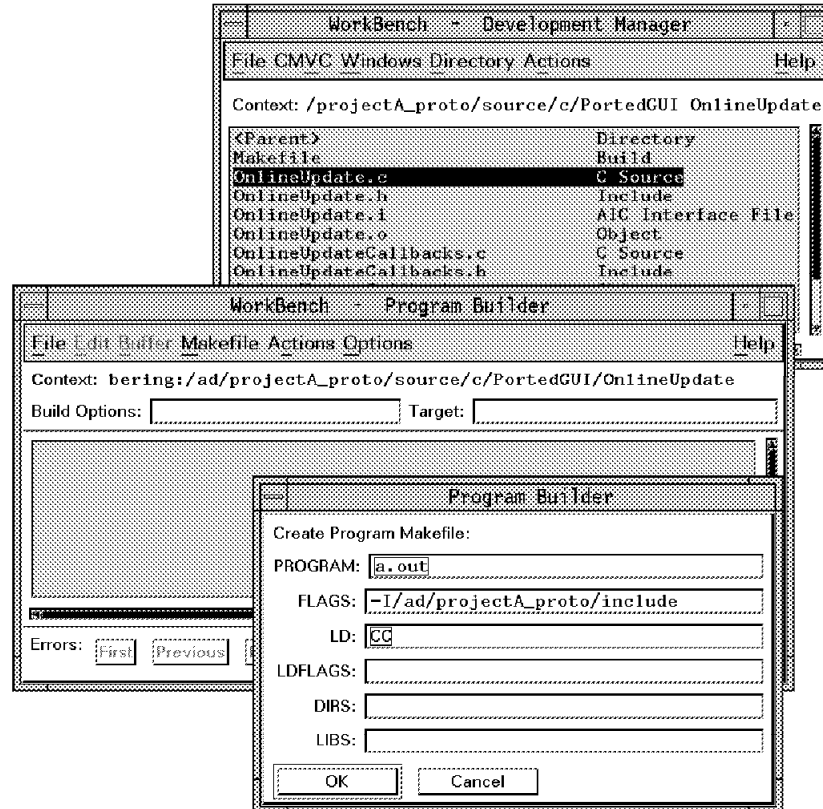 WorkBench - Development Manager
File CMVC Windows Directory Actions Help
Context: /projectA_proto/source/c/PortedGUI OnlineUpdate
<Parent> Directory
Makefile Build
OnlineUpdate.c C Source
OnlineUpdate.h Include
OnlineUpdate.i AIC Interface File
OnlineUpdate.o Object
OnlineUpdateCallbacks.c C Source
OnlineUpdateCallbacks.h Include
WorkBench - Program Builder
File Edit Buffer Makefile Actions Options Help
Context: bering:/ad/projectA_proto/source/c/PortedGUI/OnlineUpdate
Build Options: Target:
Errors: First Previous
Program Builder
Create Program Makefile:
PROGRAM: a.out
FLAGS: -I/ad/projectA_proto/include
LD: CC
LDFLAGS:
DIRS:
LIBS:
OK Cancel